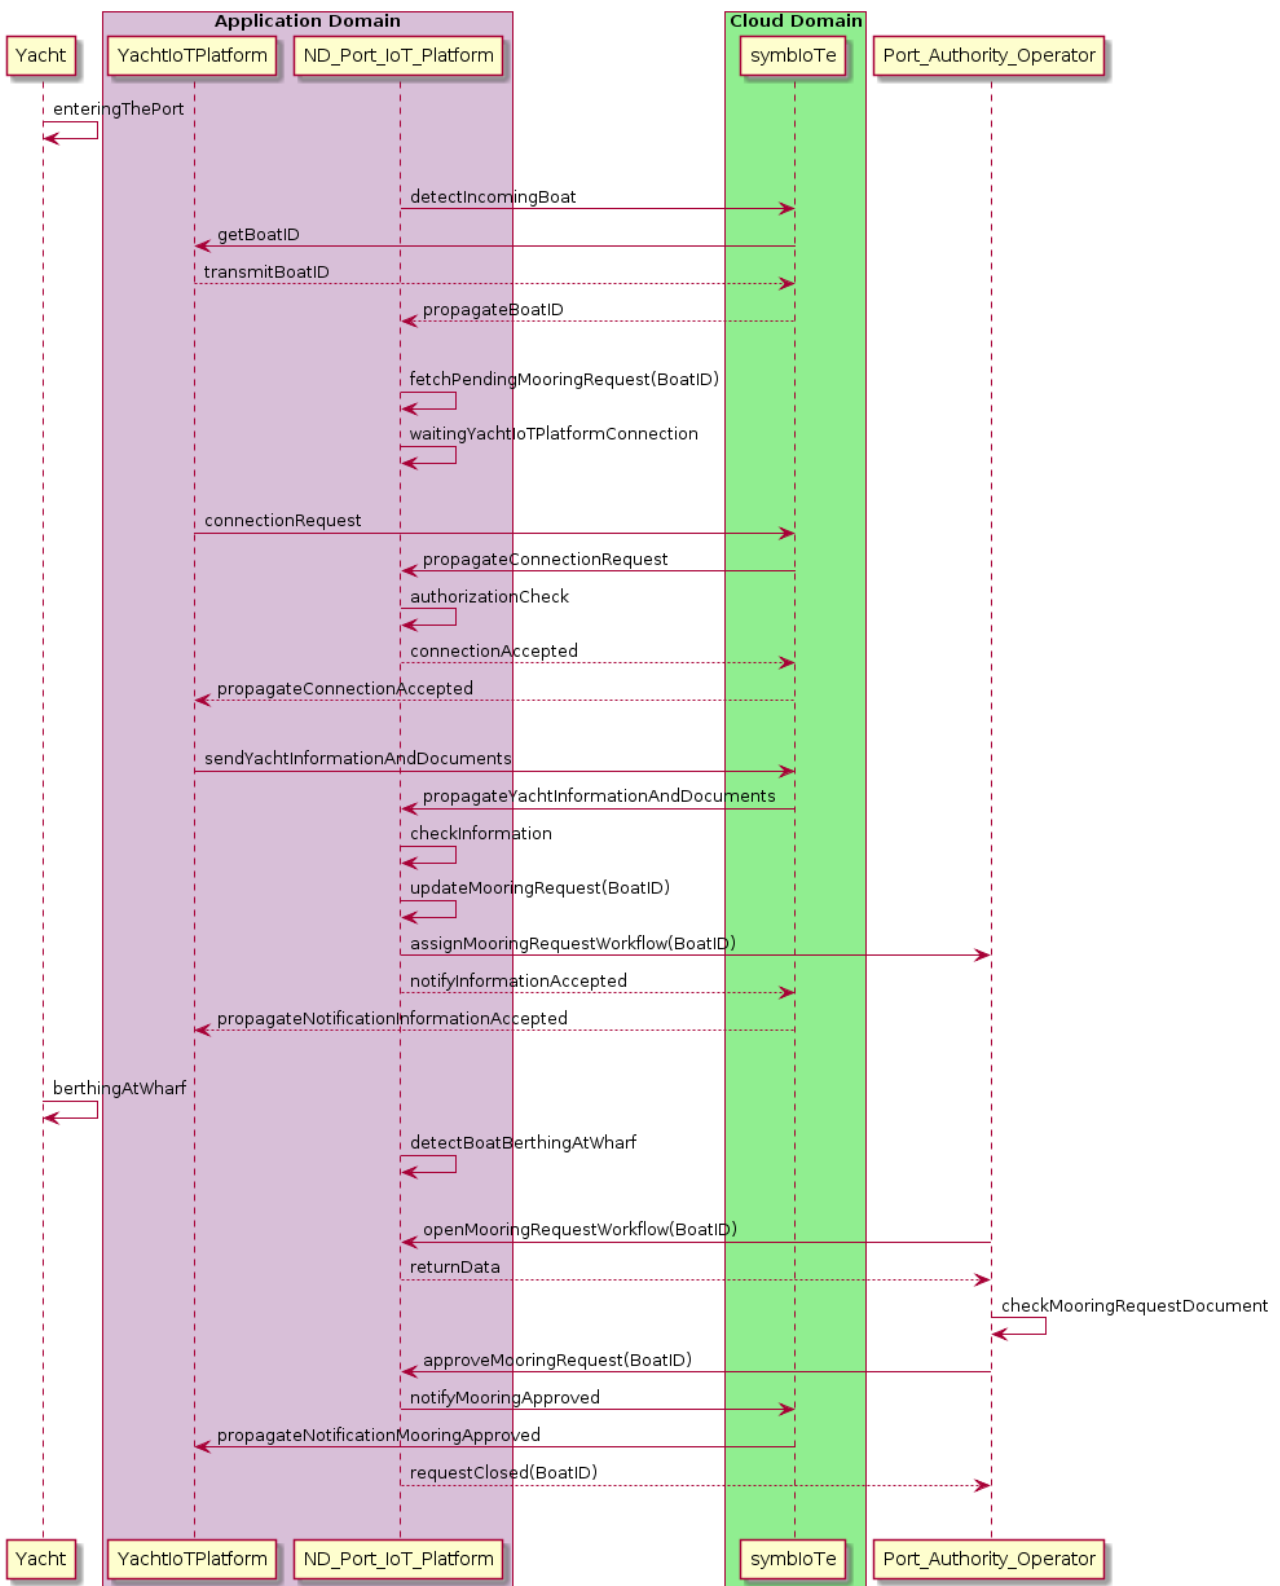 Application Domain
Cloud Domain
Yacht
YachtIoTPlatform
ND_Port_IoT_Platform
symbIoTe
Port_Authority_Operator
enteringThePort
detectIncomingBoat
getBoatID
transmitBoatID
propagateBoatID
fetchPendingMooringRequest(BoatID)
waitingYachtIoTPlatformConnection
connectionRequest
propagateConnectionRequest
authorizationCheck
connectionAccepted
propagateConnectionAccepted
sendYachtInformationAndDocuments
propagateYachtInformationAndDocuments
checkInformation
updateMooringRequest(BoatID)
assignMooringRequestWorkflow(BoatID)
notifyInformationAccepted
propagateNotificationInformationAccepted
berthingAtWharf
detectBoatBerthingAtWharf
openMooringRequestWorkflow(BoatID)
returnData
checkMooringRequestDocument
approveMooringRequest(BoatID)
notifyMooringApproved
propagateNotificationMooringApproved
requestClosed(BoatID)
Yacht
YachtIoTPlatform
ND_Port_IoT_Platform
symbIoTe
Port_Authority_Operator